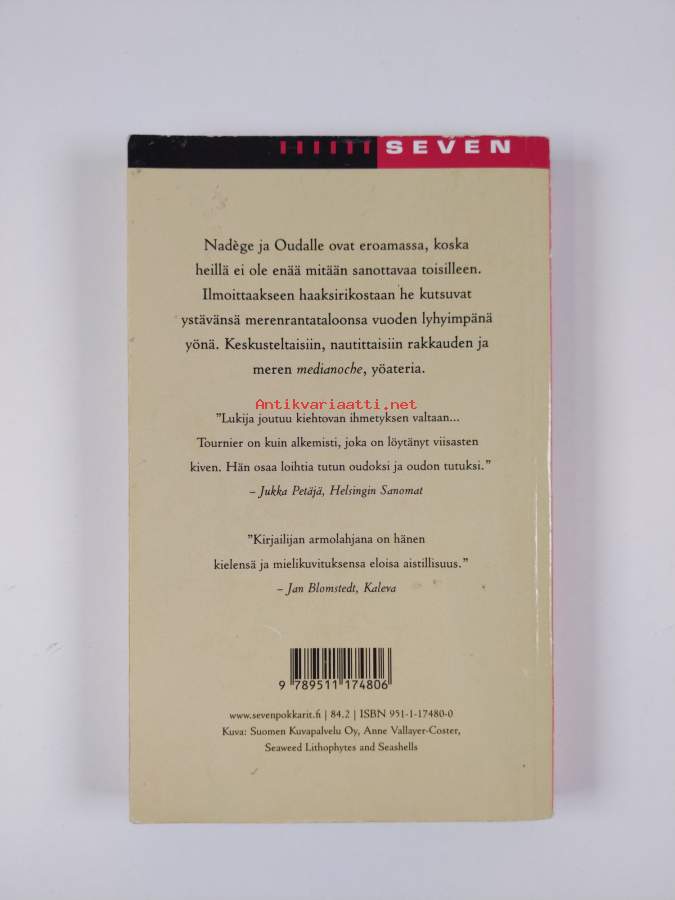 SEVEN
Nadège ja Oudalle ovat eroamassa, koska
heillä ei ole enää mitään sanottavaa toisilleen.
Ilmoittaakseen haaksirikostaan he kutsuvat
ystävänsä merenrantataloonsa vuoden lyhyimpänä
yönä. Keskusteltaisiin, nautittaisiin rakkauden ja
meren medianoche, yöateria.
Antikvariaatti.net
"Lukija joutuu kiehtovan ihmetyksen valtaan...
Tournier on kuin alkemisti, joka on löytänyt viisasten
kiven. Hän osaa loihtia tutun oudoksi ja oudon tutuksi."
– Jukka Petäjä, Helsingin Sanomat
"Kirjailijan armolahjana on hänen
kielensä ja mielikuvituksensa eloisa aistillisuus."
– Jan Blomstedt, Kaleva
9 789511 174806
www.sevenpokkarit.fi | 84.2 | ISBN 951-1-17480-0
Kuva: Suomen Kuvapalvelu Oy, Anne Vallayer-Coster,
Seaweed Lithophytes and Seashells